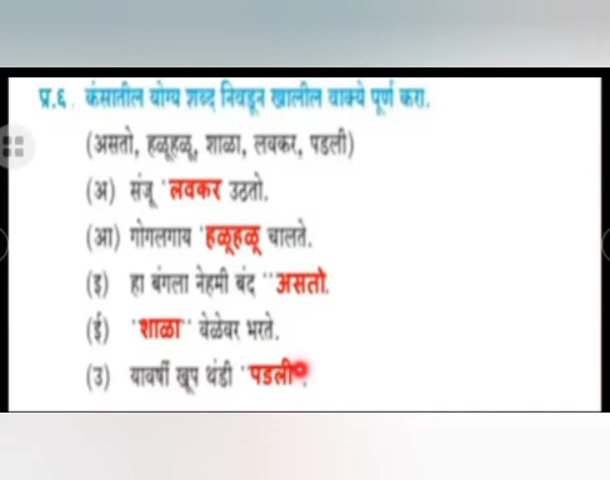 प्र.६. कंसातील योग्य शब्द निवडून खालील वाक्ये पूर्ण करा.
(असतो, हळूहळू, शाळा, लवकर, पडली)
(अ) संजू लवकर उठतो.
(आ) गोगलगाय हळूहळू चालते.
(इ) हा बंगला नेहमी बंद असतो.
(ई) शाळा वेळेवर भरते.
(उ) यावर्षी खूप थंडी पडली.